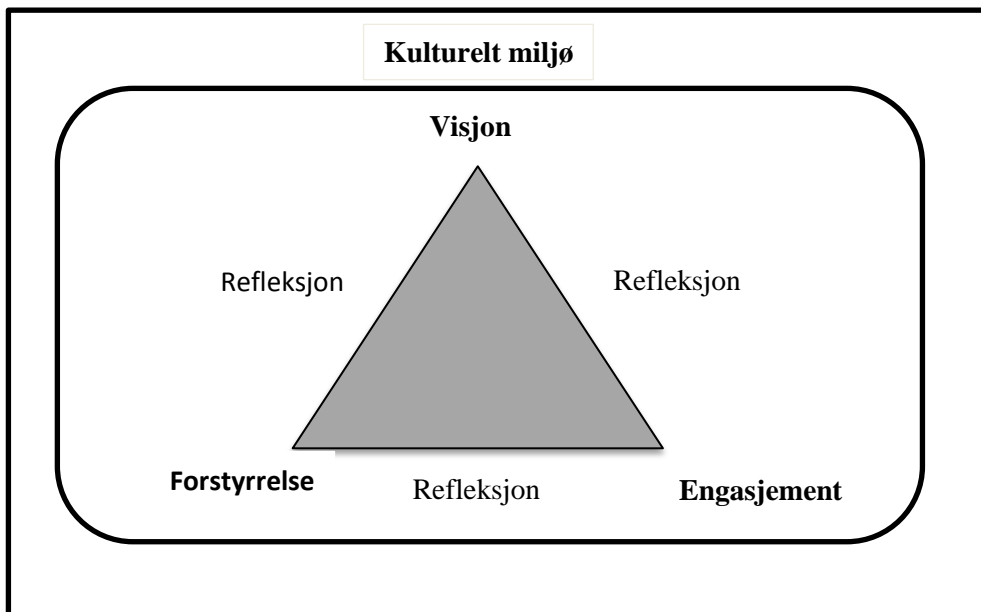 Kulturelt miljø
Visjon
Refleksjon
Refleksjon
Forstyrrelse
Refleksjon
Engasjement